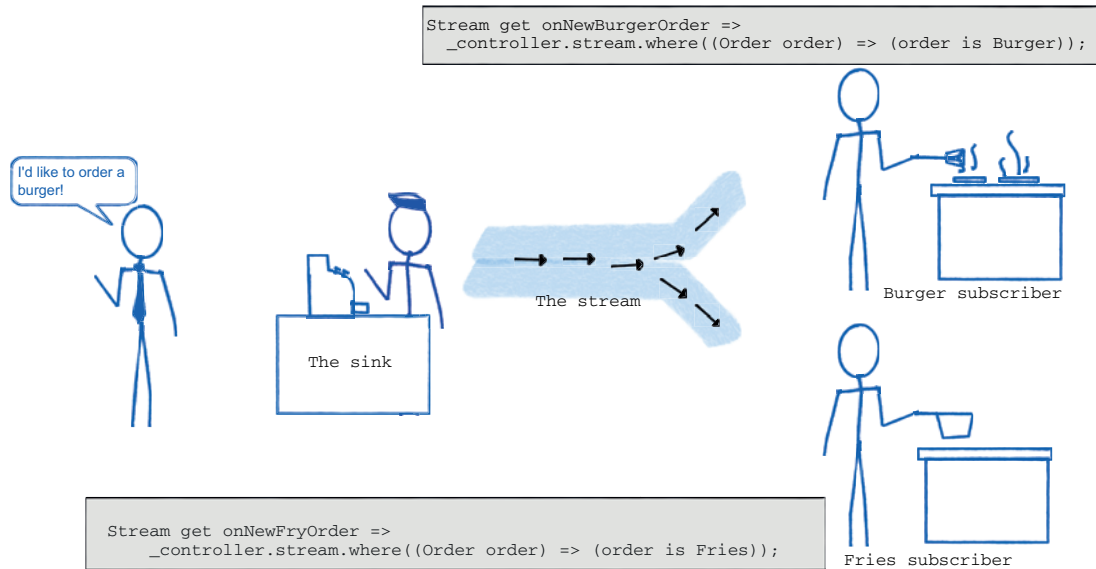 Stream get onNewBurgerOrder =>
_controller.stream.where((Order order) => (order is Burger));
I'd like to order a
burger!
The sink
The stream
Burger subscriber
Stream get onNewFryOrder =>
_controller.stream.where((Order order) => (order is Fries));
Fries subscriber